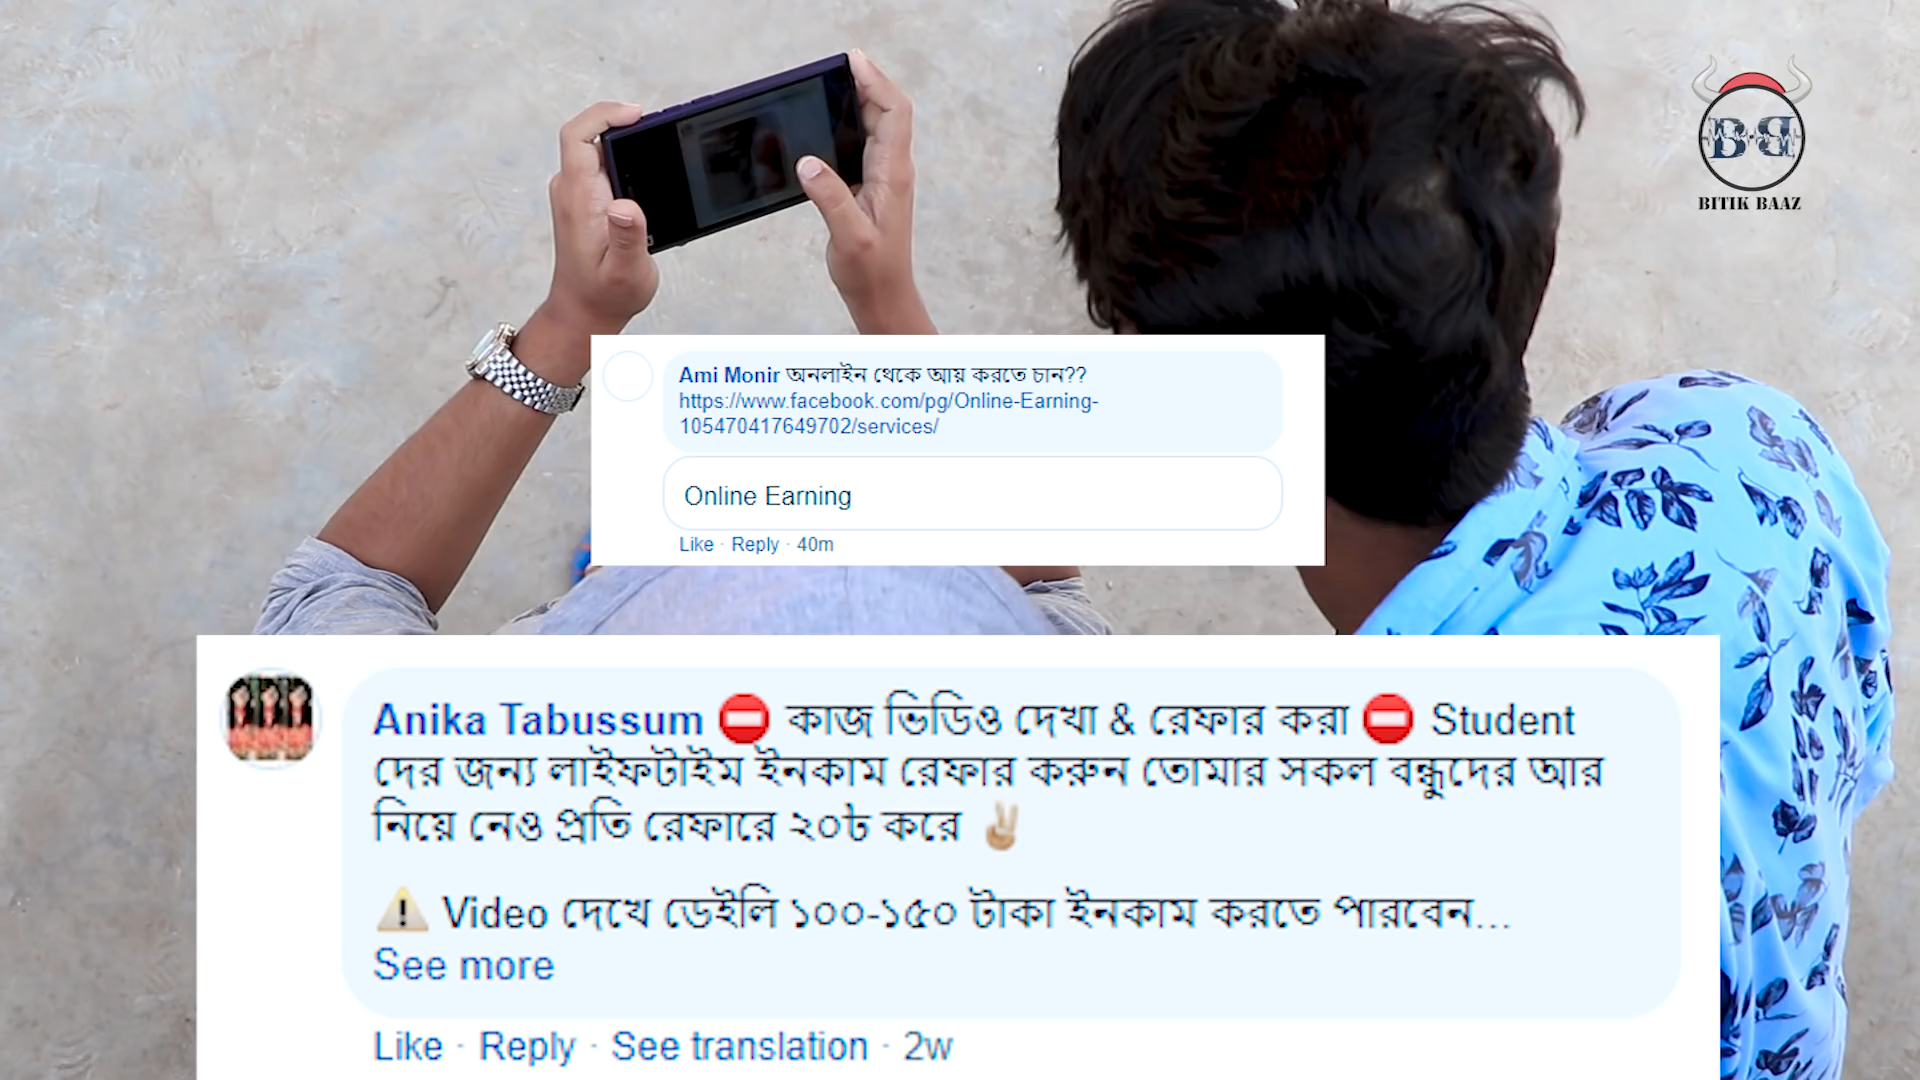 B B
BITIK BAAZ
Ami Monir অনলাইন থেকে আয় করতে চান??
https://www.facebook.com/pg/Online-Earning-
105470417649702/services/
Online Earning
Like · Reply · 40m
Anika Tabussum ⛔ কাজ ভিডিও দেখা & রেফার করা ⛔ Student
দের জন্য লাইফটাইম ইনকাম রেফার করুন তোমার সকল বন্ধুদের আর
নিয়ে নেও প্রতি রেফারে ২০৳ করে ✌🏼
⚠️ Video দেখে ডেইলি ১০০-১৫০ টাকা ইনকাম করতে পারবেন...
See more
Like · Reply · See translation · 2w